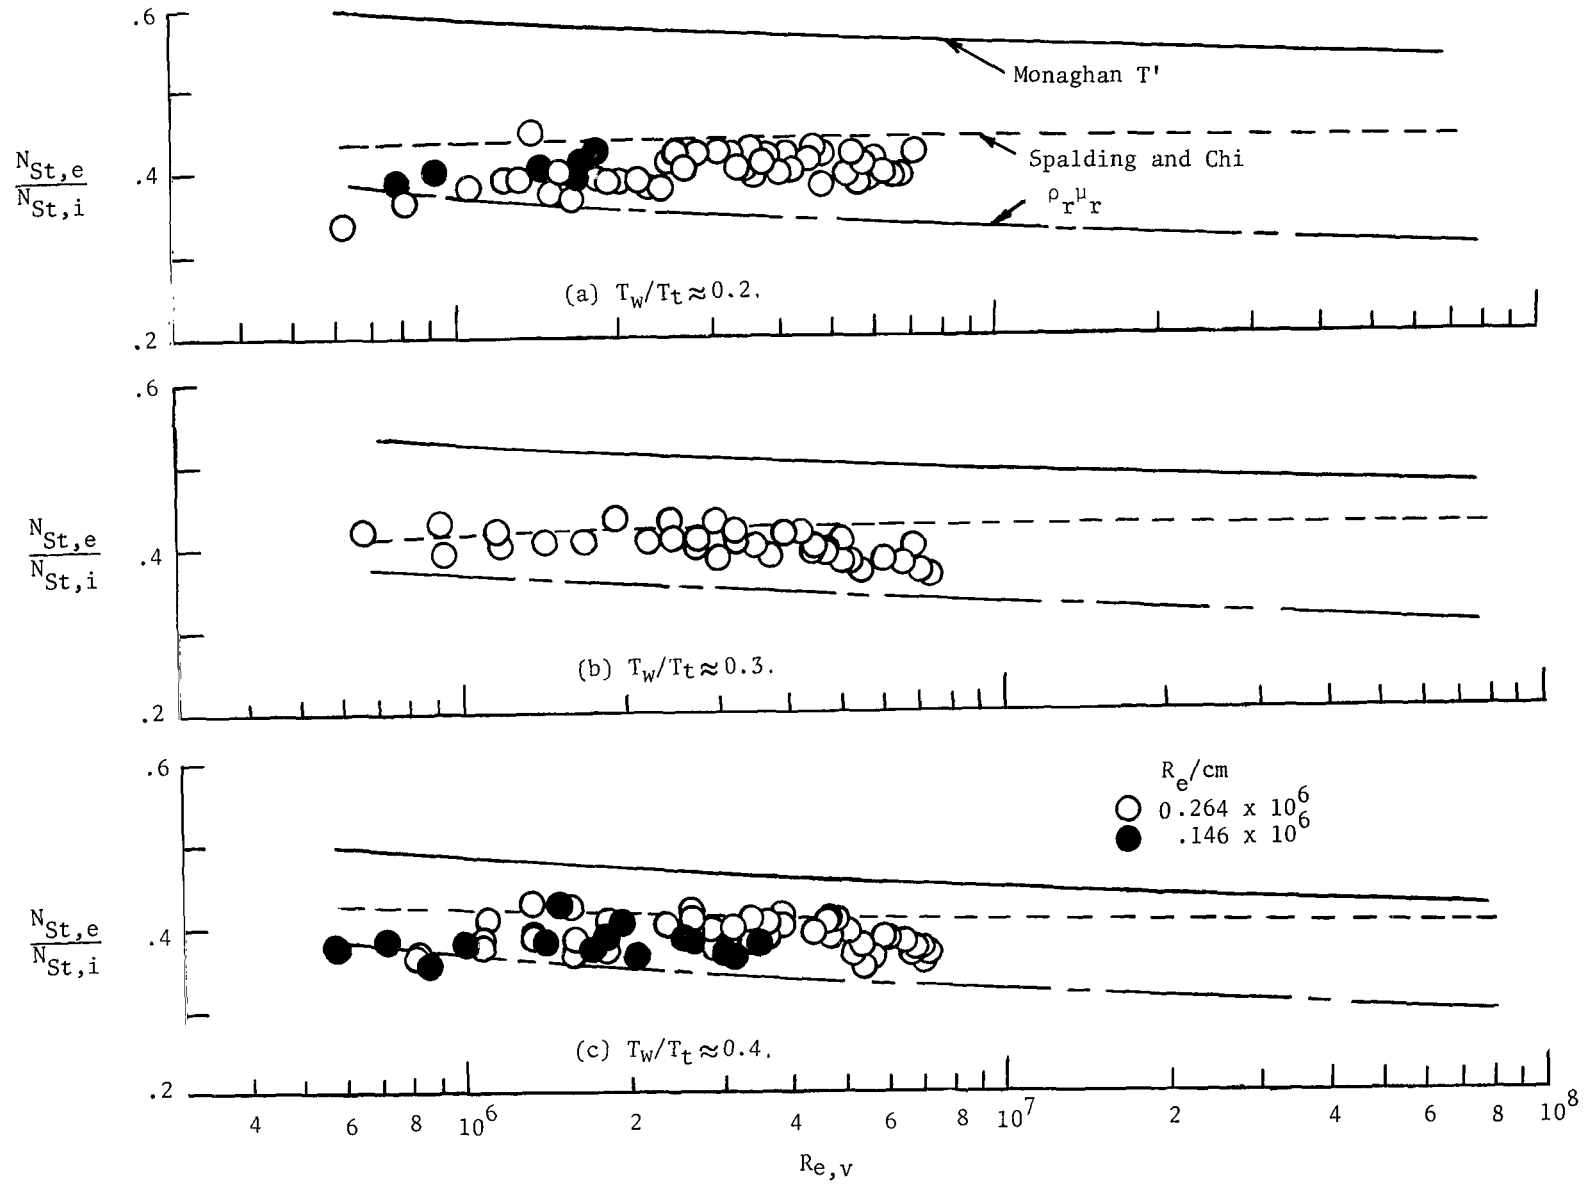 .6
Monaghan T'
Spalding and Chi
N_St,e
N_St,i
.4
ρ_r μ_r
(a) T_w/T_t ≈ 0.2.
.2
.6
N_St,e
N_St,i
.4
(b) T_w/T_t ≈ 0.3.
.2
.6
R_e/cm
0.264 x 10^6
.146 x 10^6
N_St,e
N_St,i
.4
(c) T_w/T_t ≈ 0.4.
.2
4 6 8 10^6 2 4 6 8 10^7 2 4 6 8 10^8
R_e,v